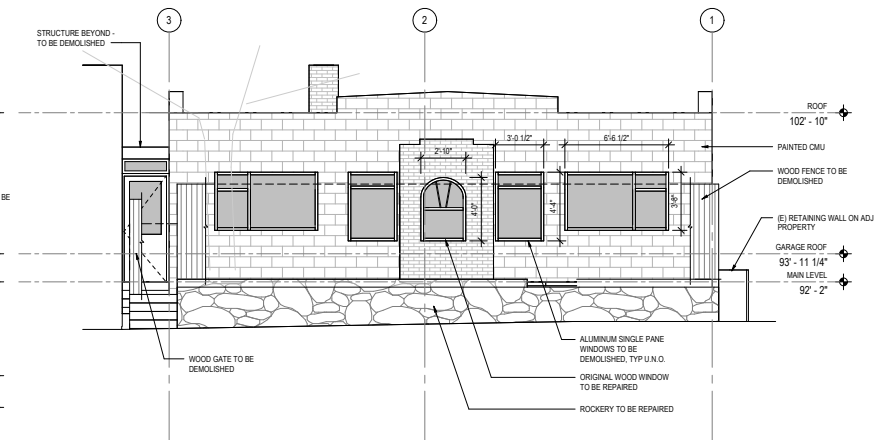 3
2
1
STRUCTURE BEYOND -
TO BE DEMOLISHED
ROOF
102' - 10"
3'-0 1/2"
6'-6 1/2"
2'-10"
PAINTED CMU
WOOD FENCE TO BE
DEMOLISHED
BE
4'-0"
4'-4"
3'-8"
(E) RETAINING WALL ON ADJ
PROPERTY
GARAGE ROOF
93' - 11 1/4"
MAIN LEVEL
92' - 2"
WOOD GATE TO BE
DEMOLISHED
ALUMINUM SINGLE PANE
WINDOWS TO BE
DEMOLISHED, TYP U.N.O.
ORIGINAL WOOD WINDOW
TO BE REPAIRED
ROCKERY TO BE REPAIRED